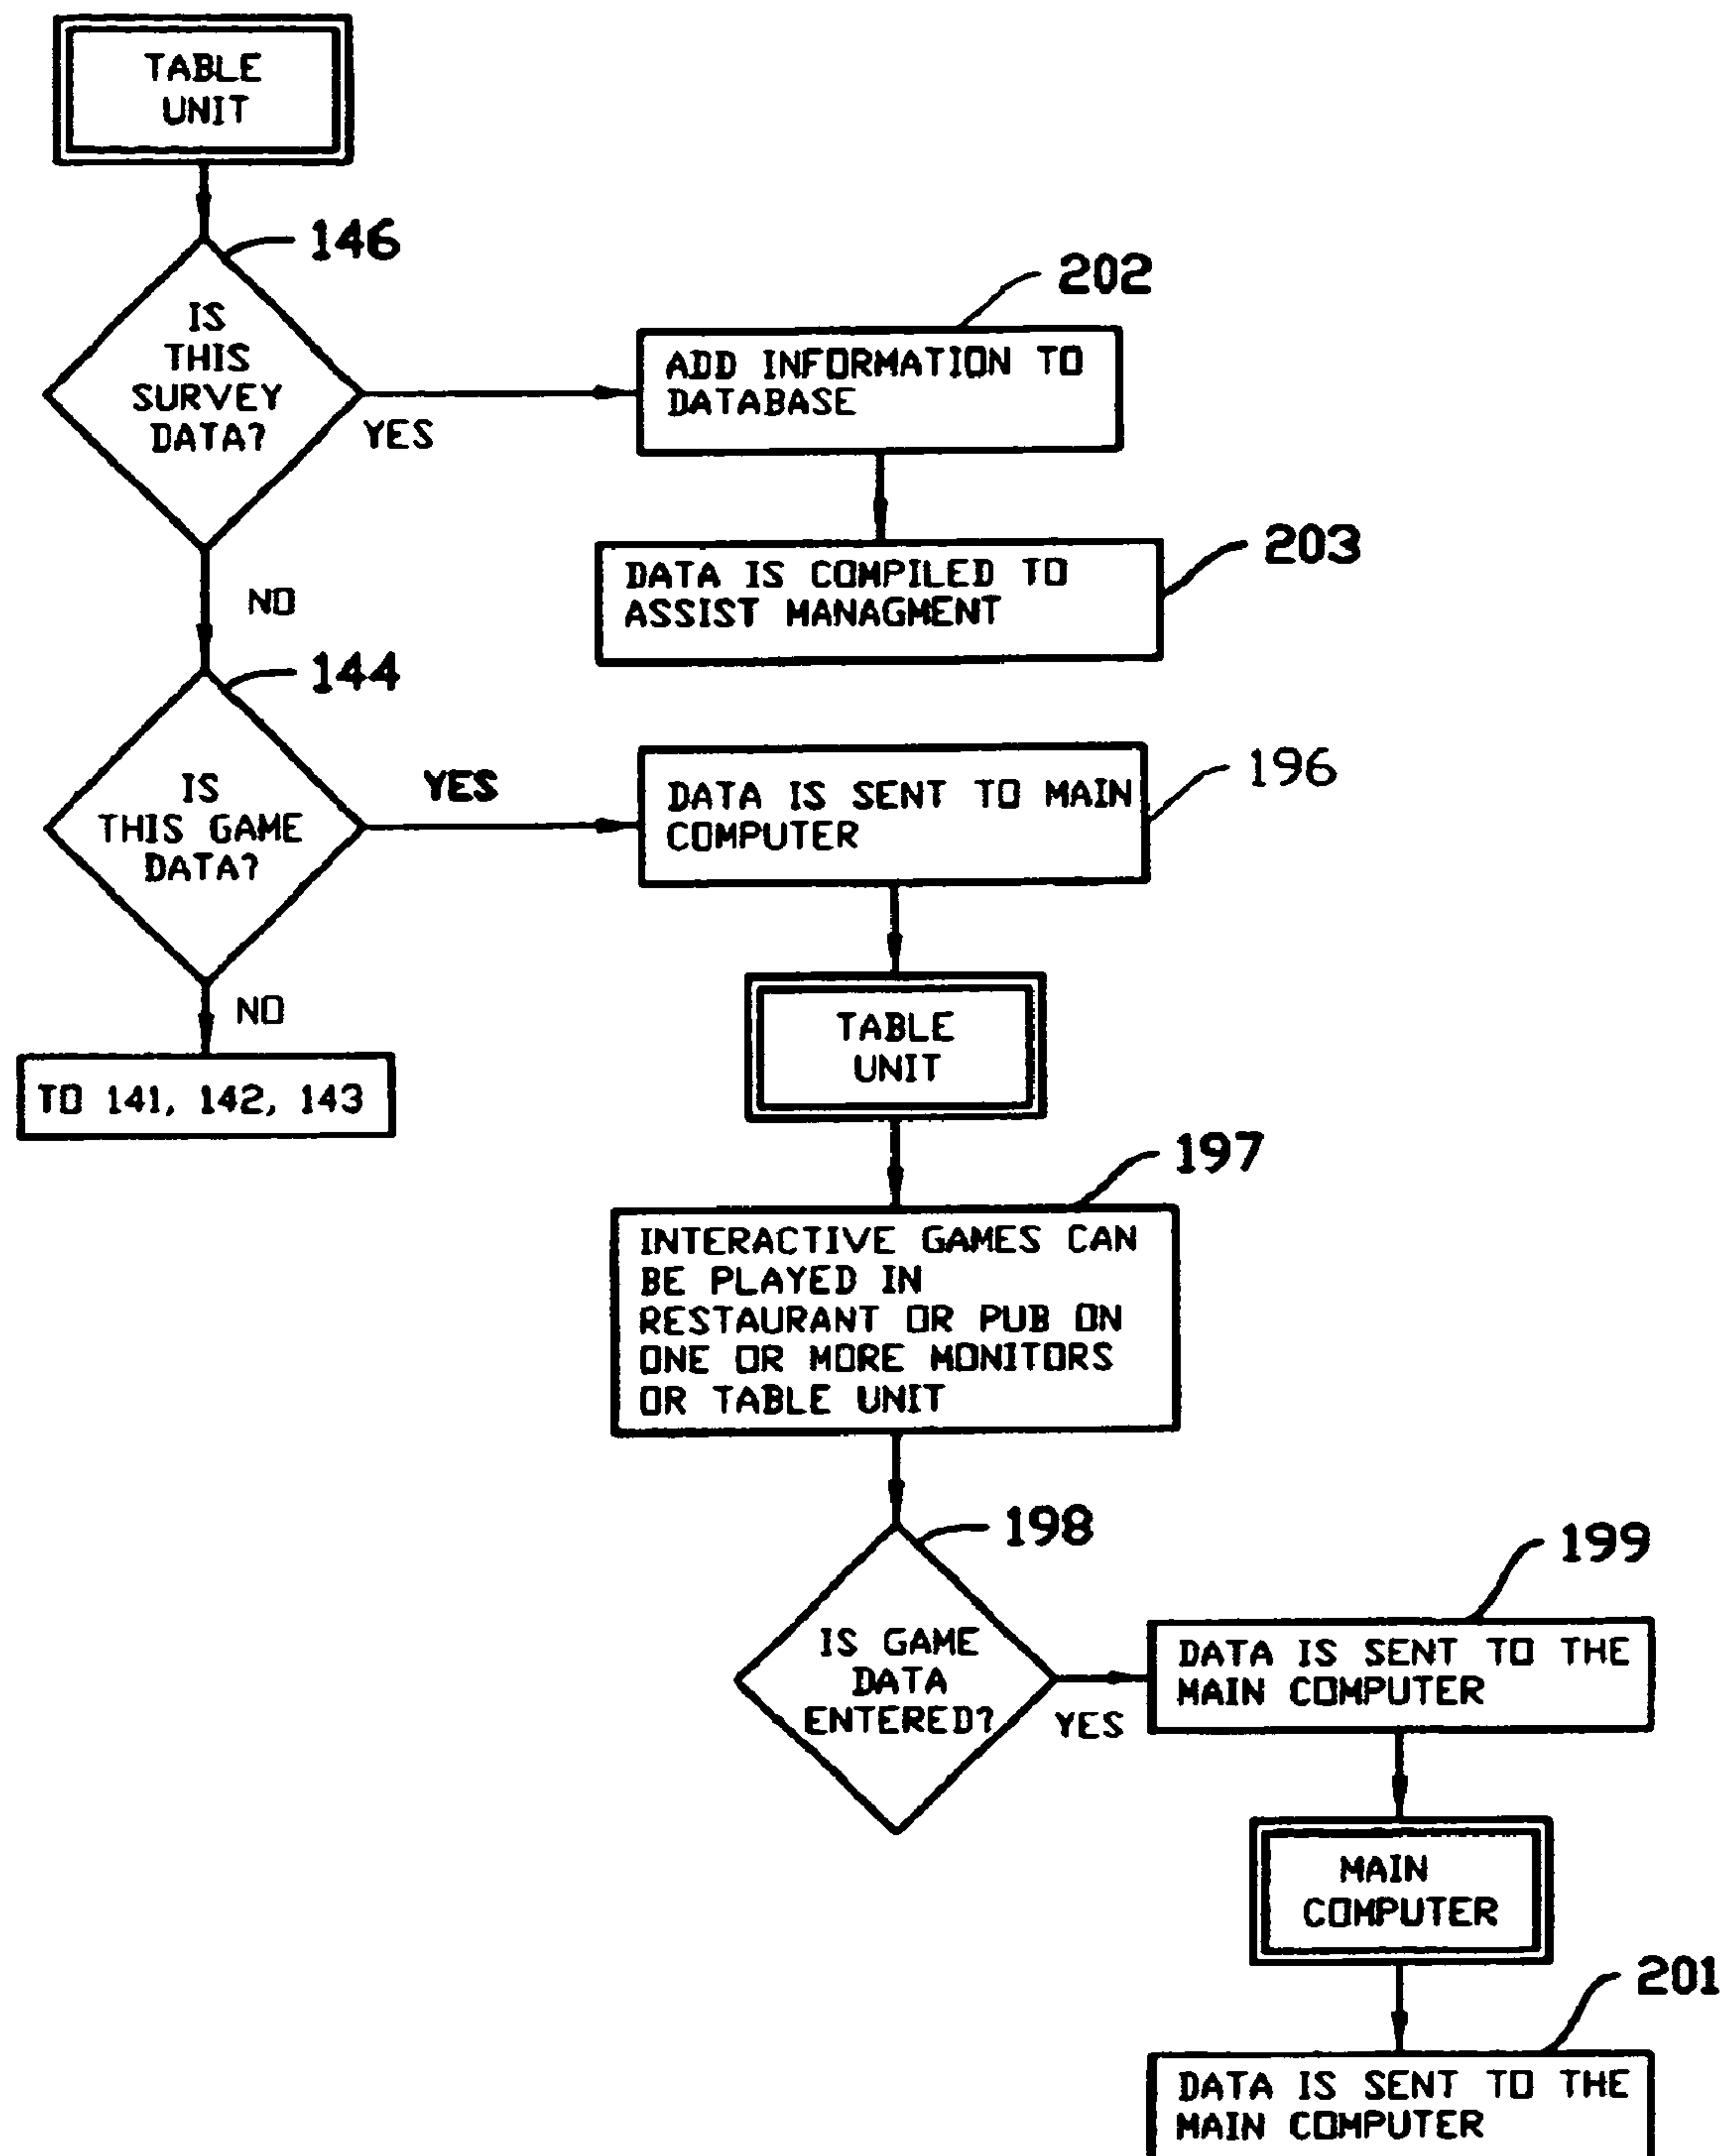 TABLE
UNIT
146
IS
THIS
SURVEY
DATA?
YES
202
ADD INFORMATION TO
DATABASE
203
DATA IS COMPILED TO
ASSIST MANAGMENT
NO
144
IS
THIS GAME
DATA?
YES
196
DATA IS SENT TO MAIN
COMPUTER
NO
TO 141, 142, 143
TABLE
UNIT
197
INTERACTIVE GAMES CAN
BE PLAYED IN
RESTAURANT OR PUB ON
ONE OR MORE MONITORS
OR TABLE UNIT
198
IS GAME
DATA
ENTERED?
YES
199
DATA IS SENT TO THE
MAIN COMPUTER
MAIN
COMPUTER
201
DATA IS SENT TO THE
MAIN COMPUTER